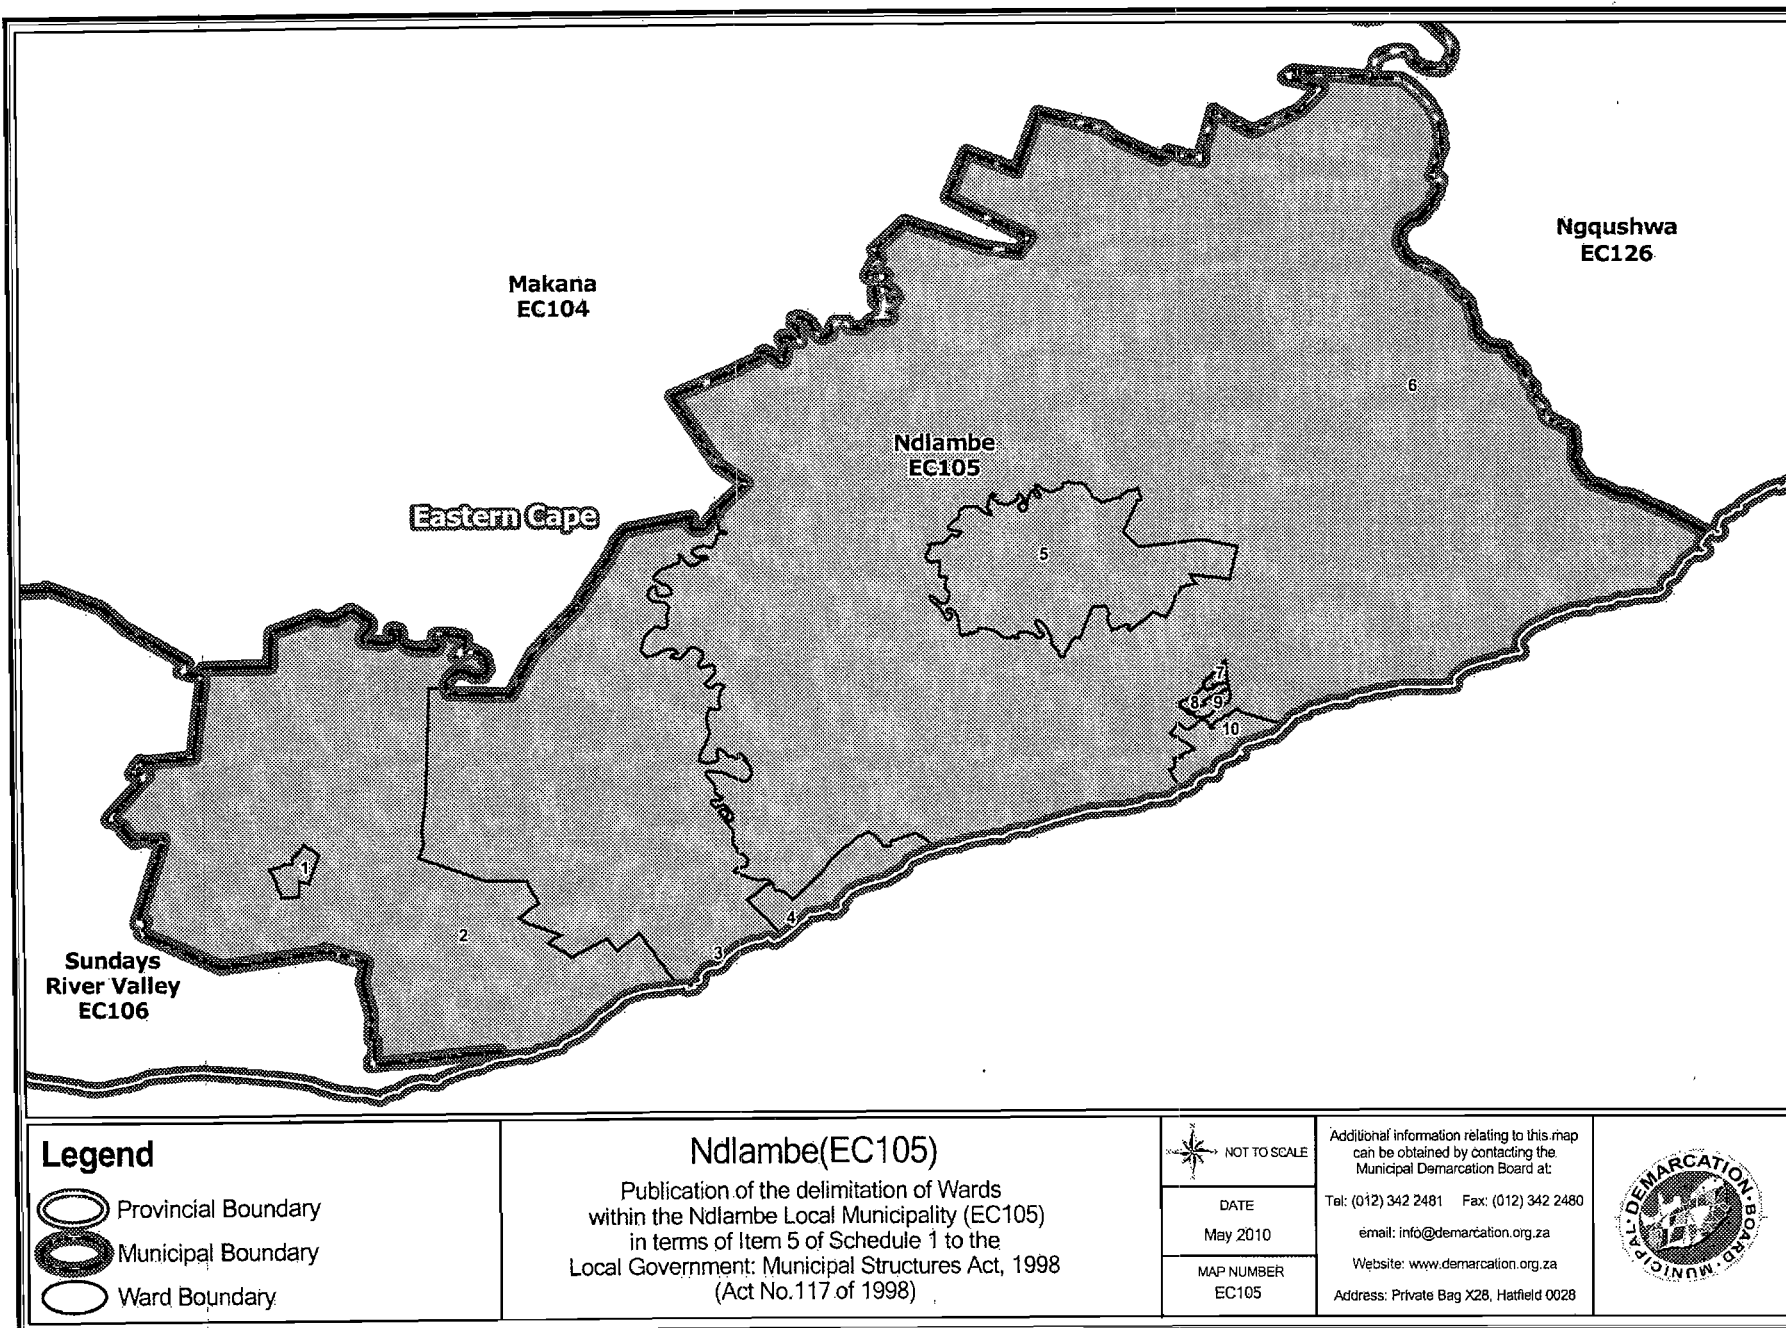 Ngqushwa
EC126
Makana
EC104
6
Ndlambe
EC105
Eastern Cape
5
7
8
9
10
1
2
4
3
Sundays
River Valley
EC106
Legend
Provincial Boundary
Municipal Boundary
Ward Boundary
Ndlambe(EC105)
Publication of the delimitation of Wards
within the Ndlambe Local Municipality (EC105)
in terms of Item 5 of Schedule 1 to the
Local Government: Municipal Structures Act, 1998
(Act No.117 of 1998)
NOT TO SCALE
DATE
May 2010
MAP NUMBER
EC105
Additional information relating to this map
can be obtained by contacting the
Municipal Demarcation Board at:
Tel: (012) 342 2481 Fax: (012) 342 2480
email: info@demarcation.org.za
Website: www.demarcation.org.za
Address: Private Bag X28, Hatfield 0028
MUNICIPAL DEMARCATION BOARD